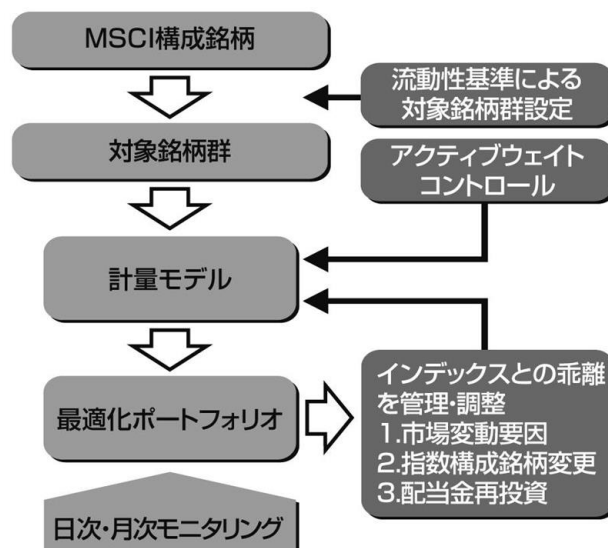 MSCI構成銘柄
流動性基準による
対象銘柄群設定
対象銘柄群
アクティブウェイト
コントロール
計量モデル
最適化ポートフォリオ
インデックスとの乖離
を管理・調整
1.市場変動要因
2.指数構成銘柄変更
3.配当金再投資
日次・月次モニタリング